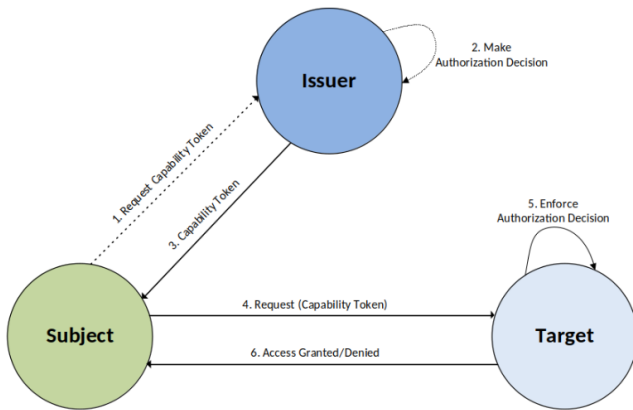 Issuer
2. Make
Authorization Decision
1. Request Capability Token
3. Capability Token
5. Enforce
Authorization Decision
Subject
4. Request (Capability Token)
6. Access Granted/Denied
Target